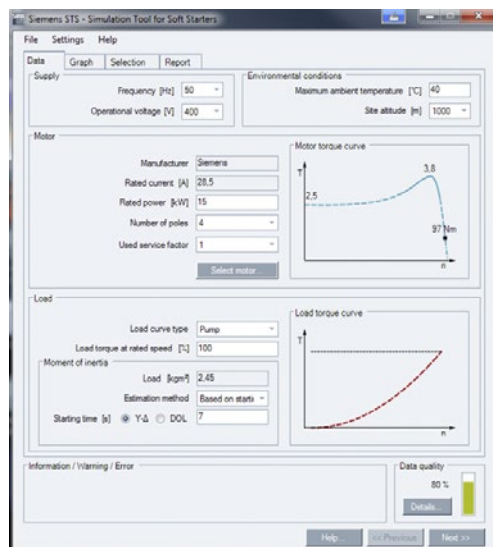 Siemens STS - Simulation Tool for Soft Starters
File Settings Help
Data Graph Selection Report
Supply
Frequency [Hz] 50
Operational voltage [V] 400
Environmental conditions
Maximum ambient temperature [°C] 40
Site altitude [m] 1000
Motor
Manufacturer Siemens
Rated current [A] 28,5
Rated power [kW] 15
Number of poles 4
Used service factor 1
Select motor...
Motor torque curve
T
3,8
2,5
97 Nm
n
Load
Load curve type Pump
Load torque at rated speed [%] 100
Moment of inertia
Load [kgm²] 2,45
Estimation method Based on starti
Starting time [s] Y-Δ DOL 7
Load torque curve
T
n
Information / Warning / Error
Data quality
80 %
Details...
Help... << Previous Next >>